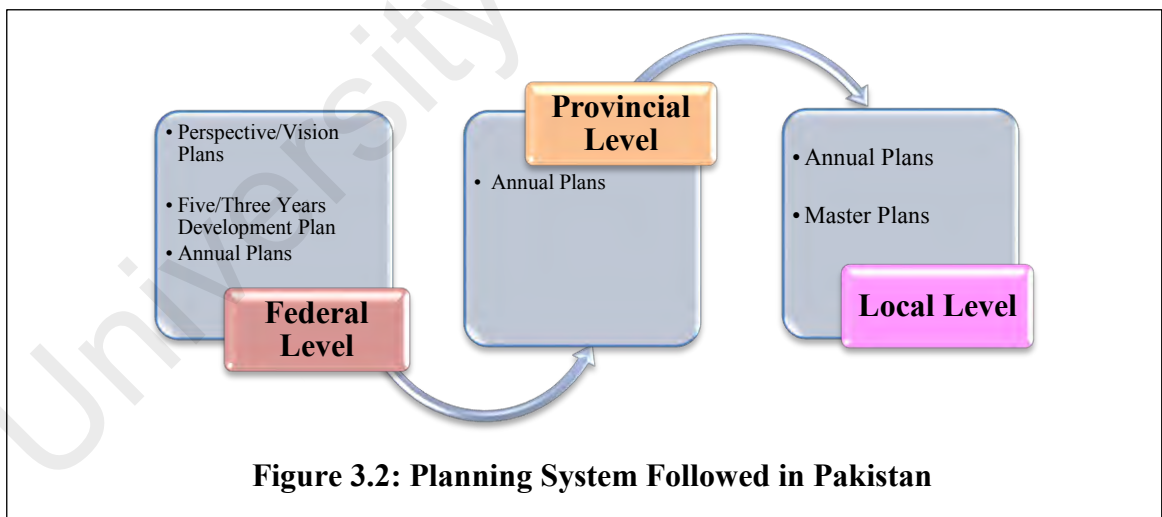 • Perspective/Vision
Plans
• Five/Three Years
Development Plan
• Annual Plans
Federal
Level
Provincial
Level
• Annual Plans
• Annual Plans
• Master Plans
Local Level
Figure 3.2: Planning System Followed in Pakistan
University